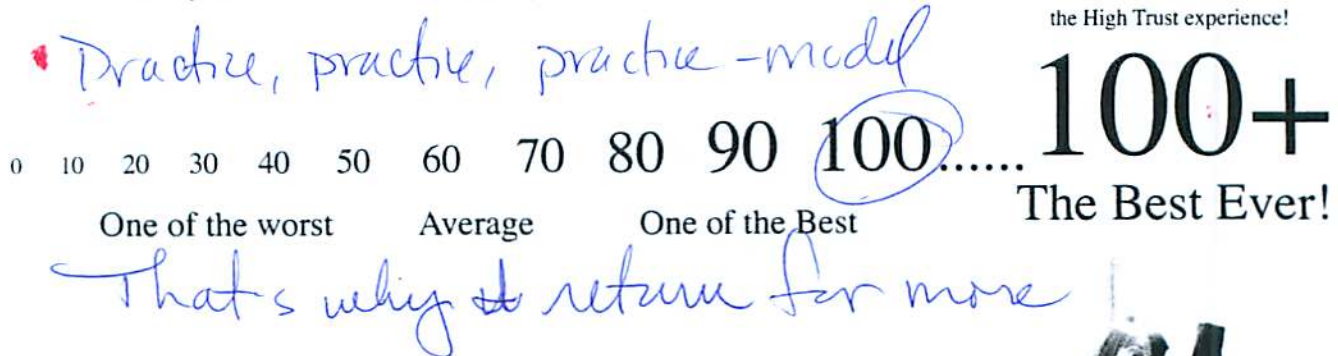 the High Trust experience!
Practice, practice, practice - model
0 10 20 30 40 50 60 70 80 90 100......100+
One of the worst Average One of the Best The Best Ever!
That's why I return for more